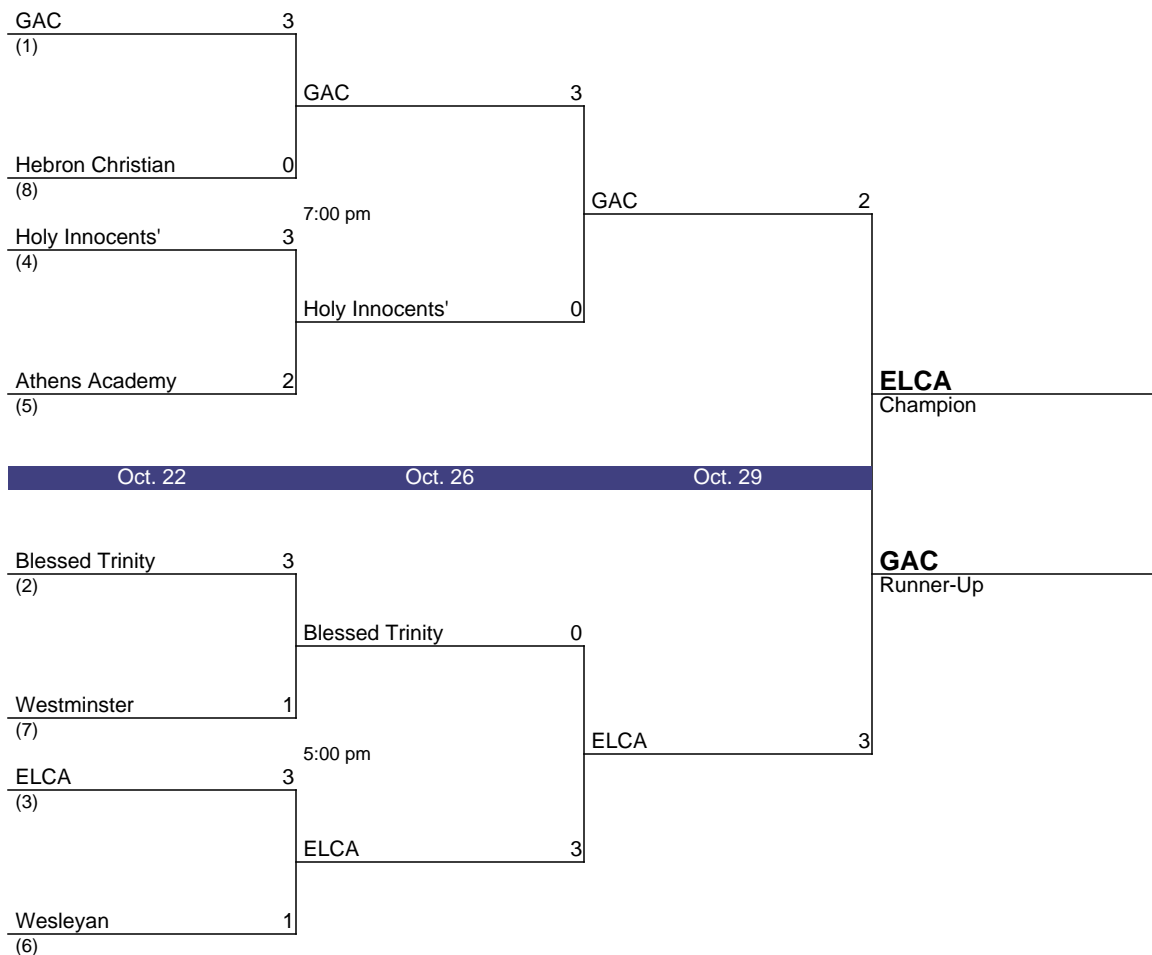 GAC 3
(1)
GAC 3
Hebron Christian 0
(8)
GAC 2
7:00 pm
Holy Innocents' 3
(4)
Holy Innocents' 0
Athens Academy 2
(5)
ELCA
Champion
Oct. 22 Oct. 26 Oct. 29
Blessed Trinity 3
(2)
GAC
Runner-Up
Blessed Trinity 0
Westminster 1
(7)
ELCA 3
5:00 pm
ELCA 3
(3)
ELCA 3
Wesleyan 1
(6)